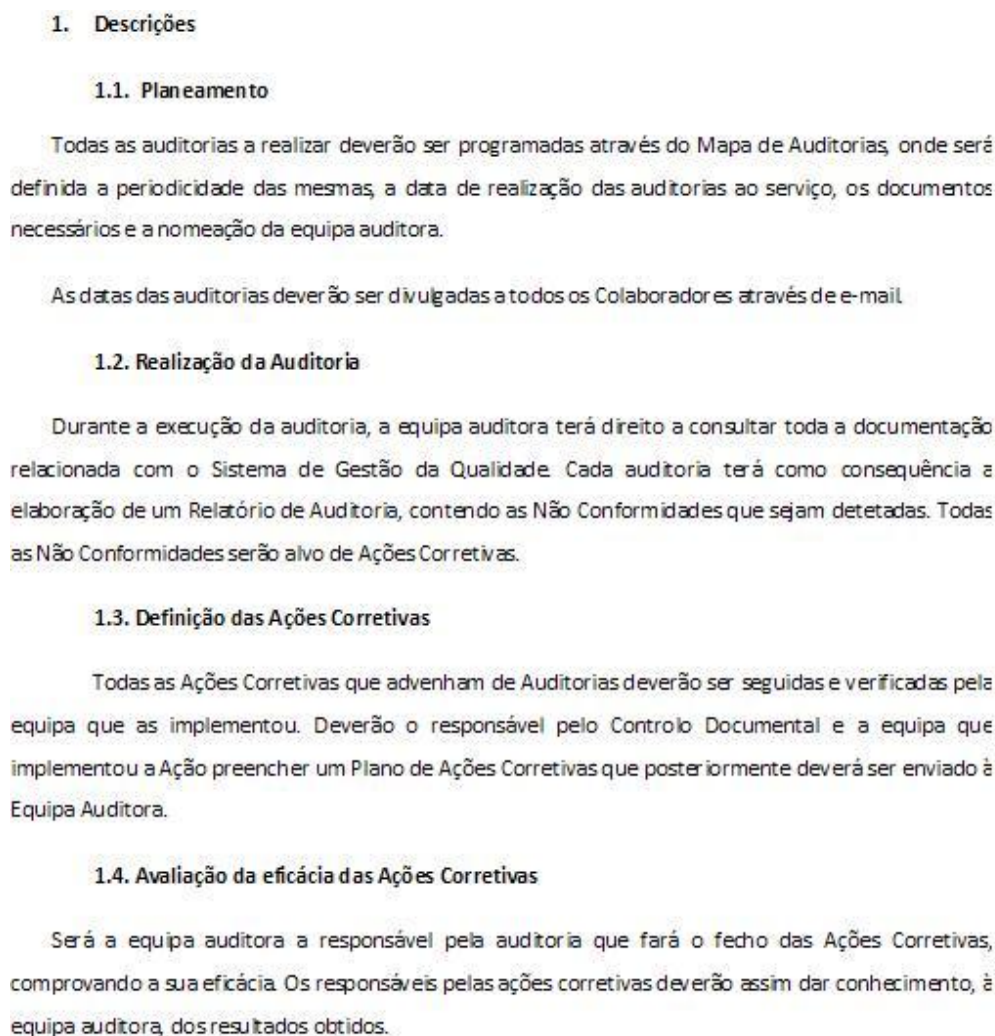 1. Descrições
1.1. Planeamento
Todas as auditorias a realizar deverão ser programadas através do Mapa de Auditorias, onde será
definida a periodicidade das mesmas, a data de realização das auditorias ao serviço, os documentos
necessários e a nomeação da equipa auditora.
As datas das auditorias deverão ser divulgadas a todos os Colaboradores através de e-mail.
1.2. Realização da Auditoria
Durante a execução da auditoria, a equipa auditora terá direito a consultar toda a documentação
relacionada com o Sistema de Gestão da Qualidade. Cada auditoria terá como consequência a
elaboração de um Relatório de Auditoria, contendo as Não Conformidades que sejam detetadas. Todas
as Não Conformidades serão alvo de Ações Corretivas.
1.3. Definição das Ações Corretivas
Todas as Ações Corretivas que advenham de Auditorias deverão ser seguidas e verificadas pela
equipa que as implementou. Deverão o responsável pelo Controlo Documental e a equipa que
implementou a Ação preencher um Plano de Ações Corretivas que posteriormente deverá ser enviado à
Equipa Auditora.
1.4. Avaliação da eficácia das Ações Corretivas
Será a equipa auditora a responsável pela auditoria que fará o fecho das Ações Corretivas,
comprovando a sua eficácia. Os responsáveis pelas ações corretivas deverão assim dar conhecimento, à
equipa auditora, dos resultados obtidos.